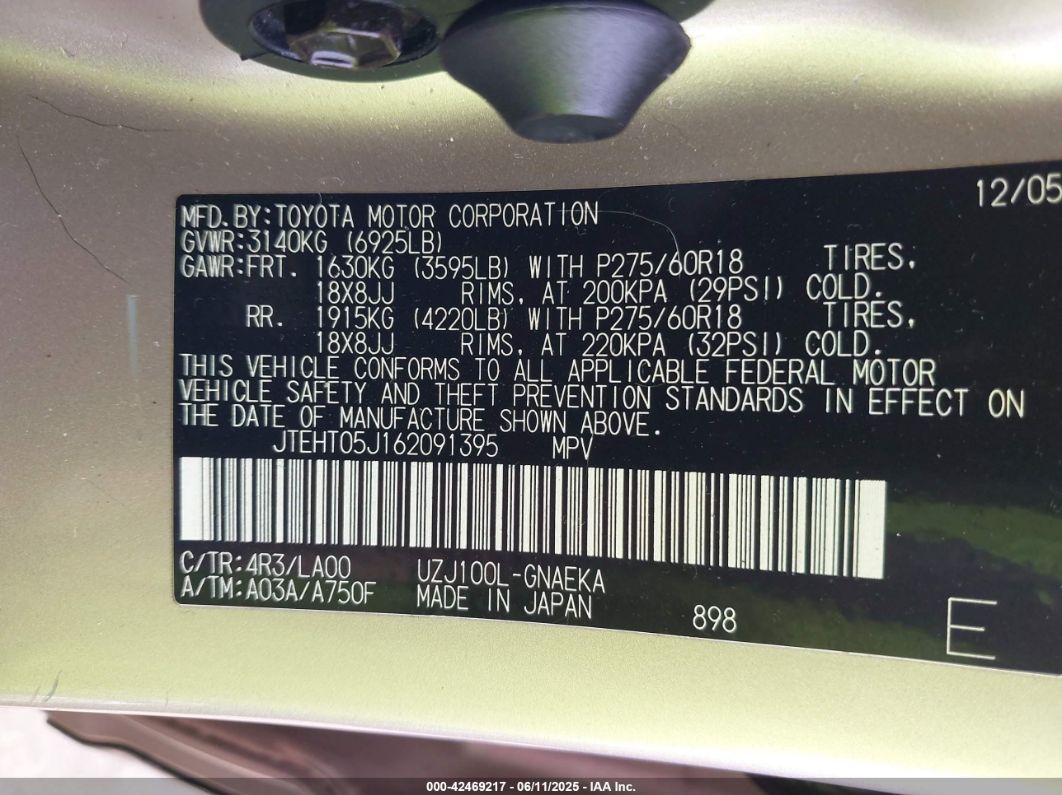 12/05
MFD. BY: TOYOTA MOTOR CORPORATION
GVWR: 3140KG (6925LB)
GAWR: FRT. 1630KG (3595LB) WITH P275/60R18 TIRES,
18X8JJ RIMS, AT 200KPA (29PSI) COLD.
RR. 1915KG (4220LB) WITH P275/60R18 TIRES,
18X8JJ RIMS, AT 220KPA (32PSI) COLD.
THIS VEHICLE CONFORMS TO ALL APPLICABLE FEDERAL MOTOR
VEHICLE SAFETY AND THEFT PREVENTION STANDARDS IN EFFECT ON
THE DATE OF MANUFACTURE SHOWN ABOVE.
JTEHT05J162091395 MPV
C/TR: 4R3/LA00 UZJ100L-GNAEKA
A/TM: A03A/A750F MADE IN JAPAN
898
E
000-42469217 - 06/11/2025 - IAA Inc.